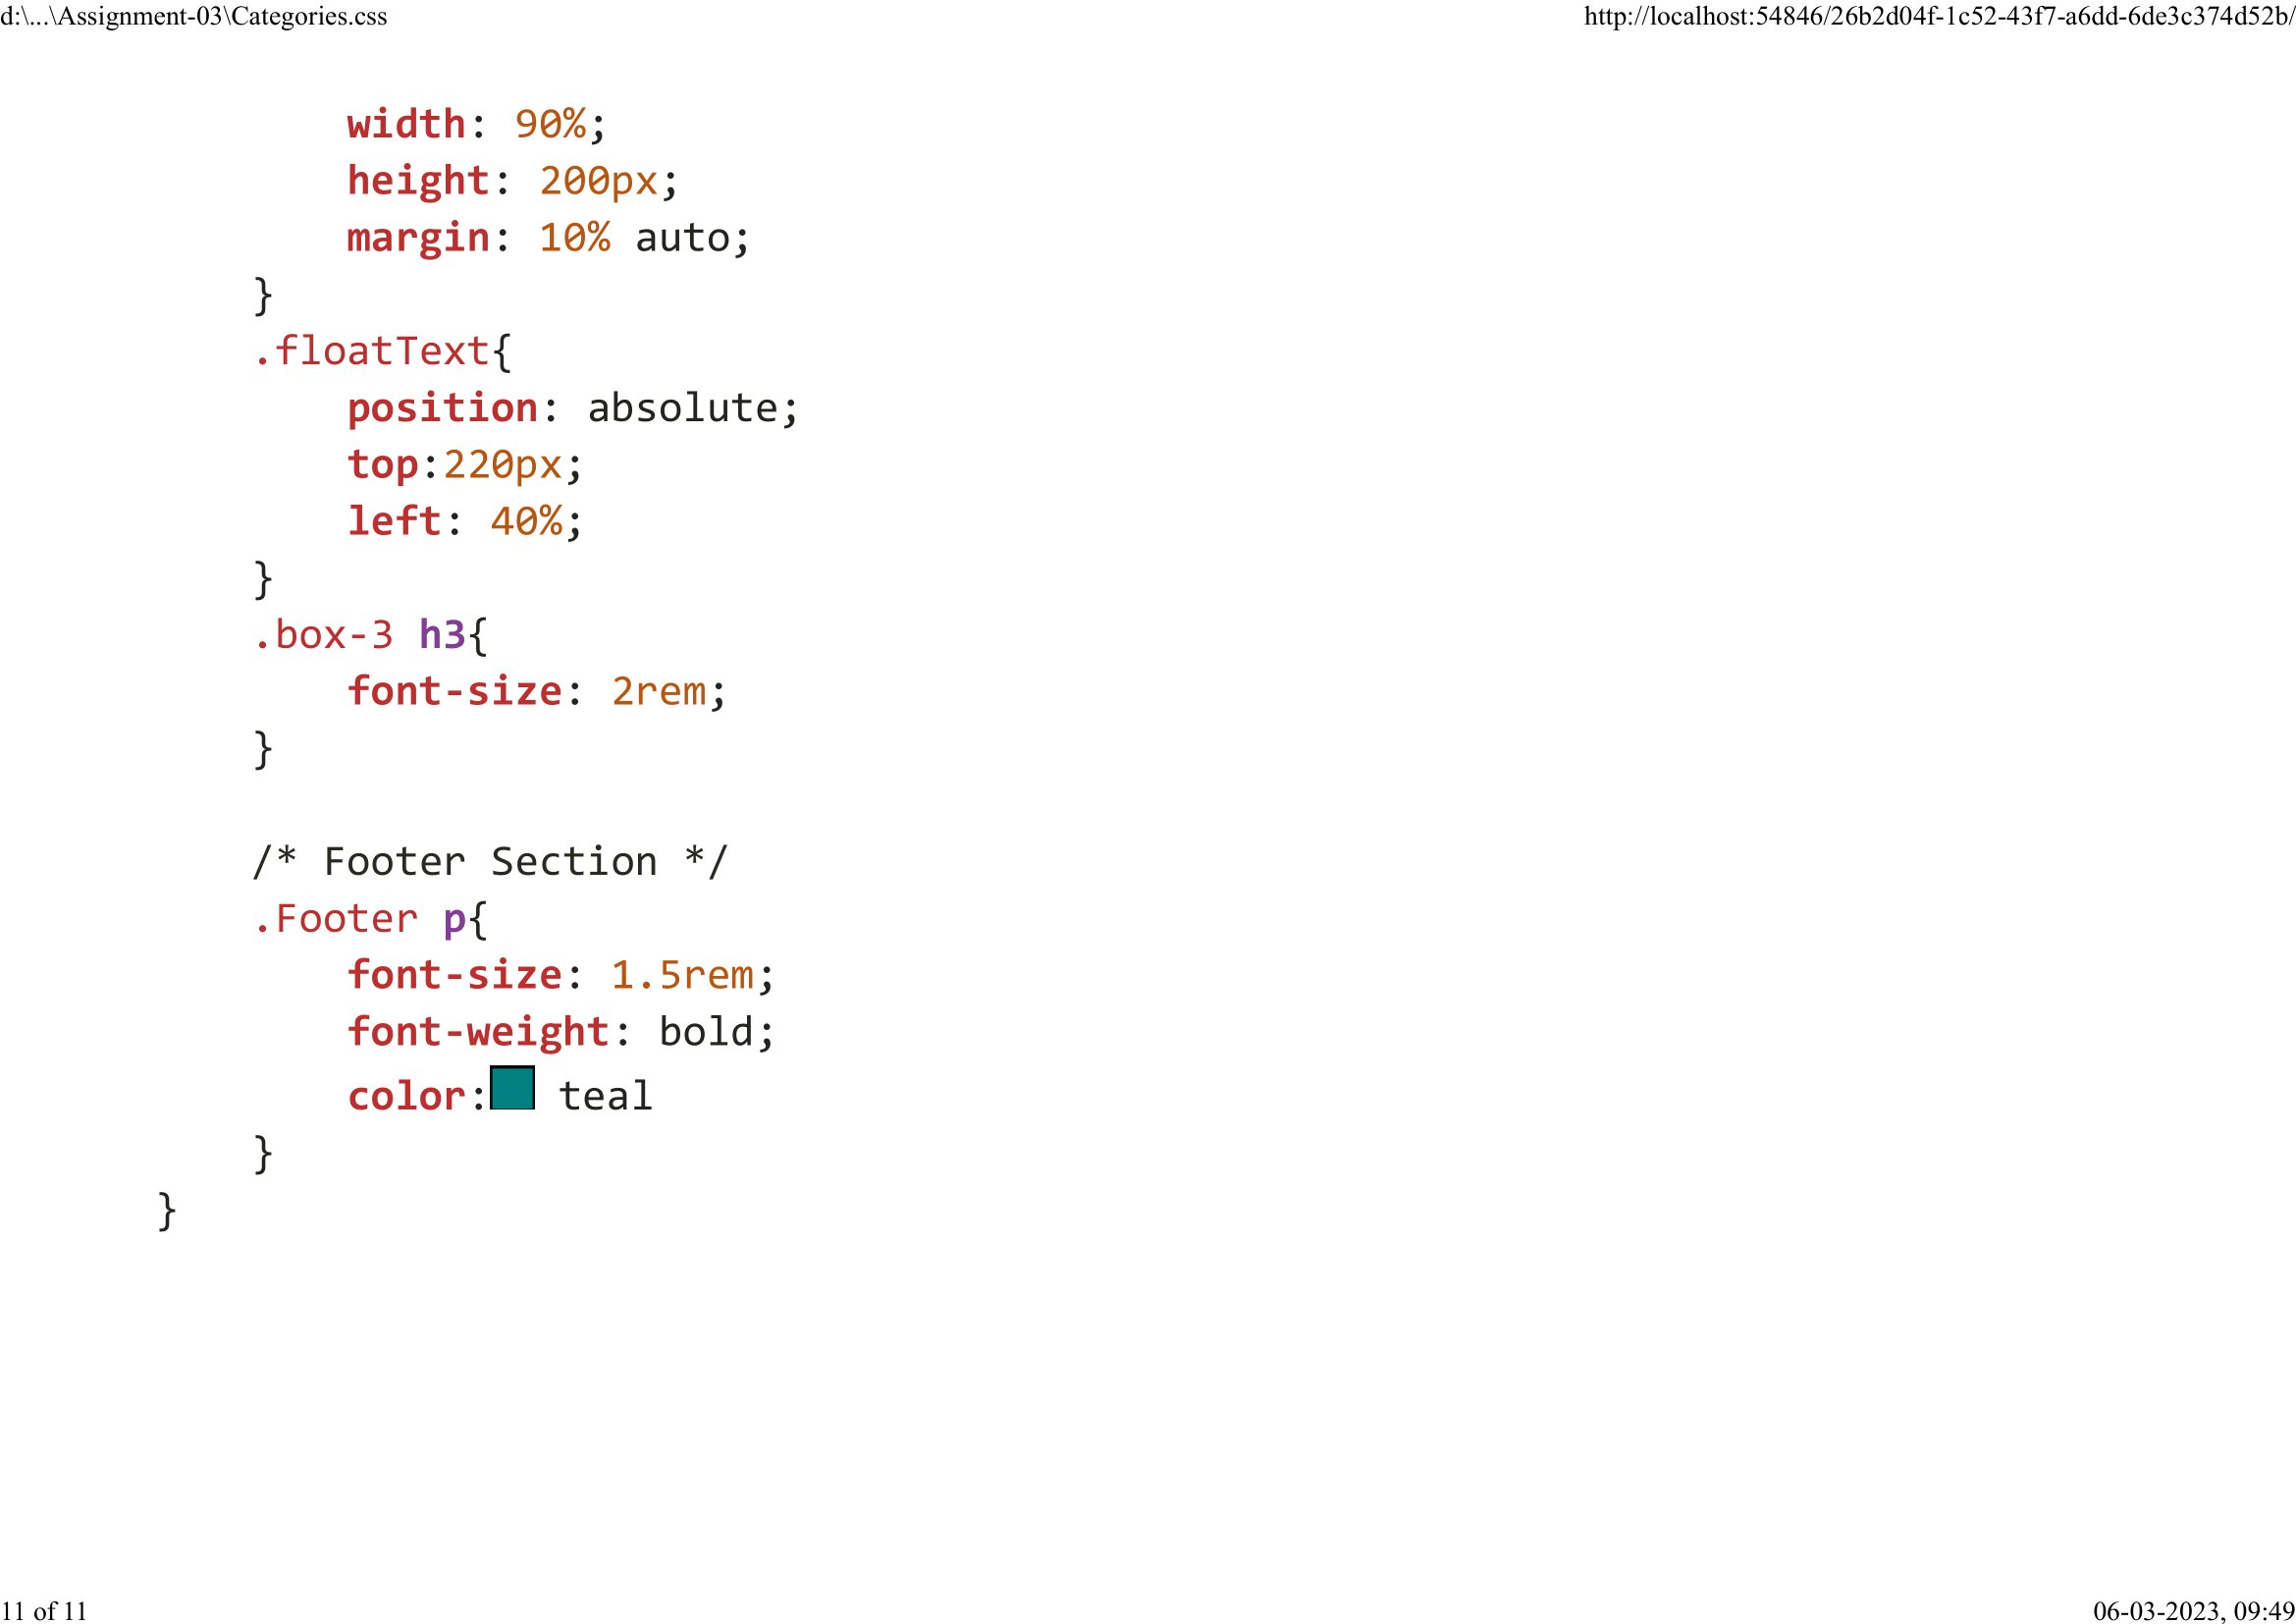 d:\...\Assignment-03\Categories.css http://localhost:54846/26b2d04f-1c52-43f7-a6dd-6de3c374d52b/
width: 90%;
height: 200px;
margin: 10% auto;
}
.floatText{
position: absolute;
top:220px;
left: 40%;
}
.box-3 h3{
font-size: 2rem;
}
/* Footer Section */
.Footer p{
font-size: 1.5rem;
font-weight: bold;
color: teal
}
}
11 of 11 06-03-2023, 09:49